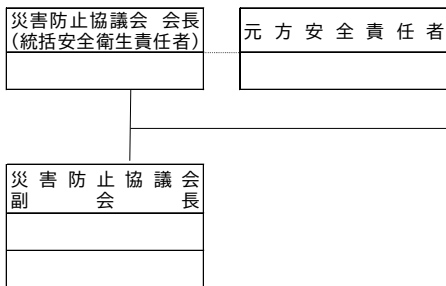 災害防止協議会 会長
(統括安全衛生責任者)
元方安全責任者
災害防止協議会
副会長